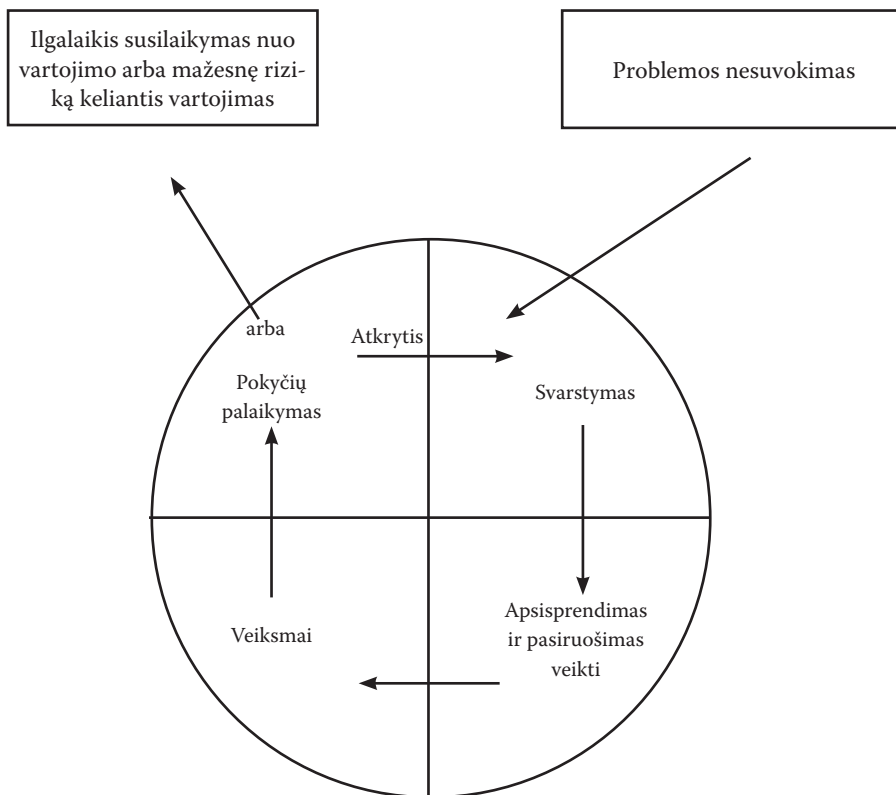 Ilgalaikis susilaikymas nuo
vartojimo arba mažesnę rizi-
ką keliantis vartojimas
Problemos nesuvokimas
arba
Atkrytis
Pokyčių
palaikymas
Svarstymas
Veiksmai
Apsisprendimas
ir pasiruošimas
veikti